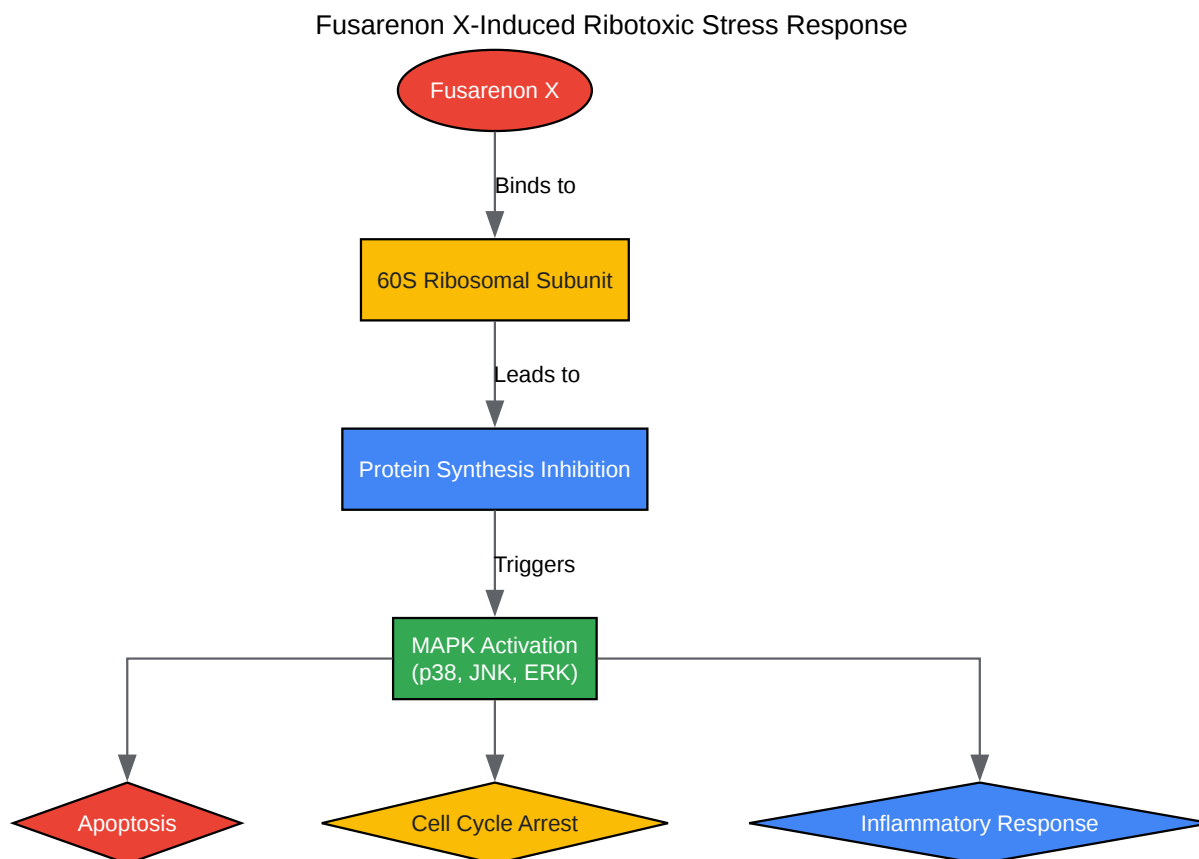 Fusarenon X-Induced Ribotoxic Stress Response
Fusarenon X
Binds to
60S Ribosomal Subunit
Leads to
Protein Synthesis Inhibition
Triggers
MAPK Activation
(p38, JNK, ERK)
Apoptosis
Cell Cycle Arrest
Inflammatory Response